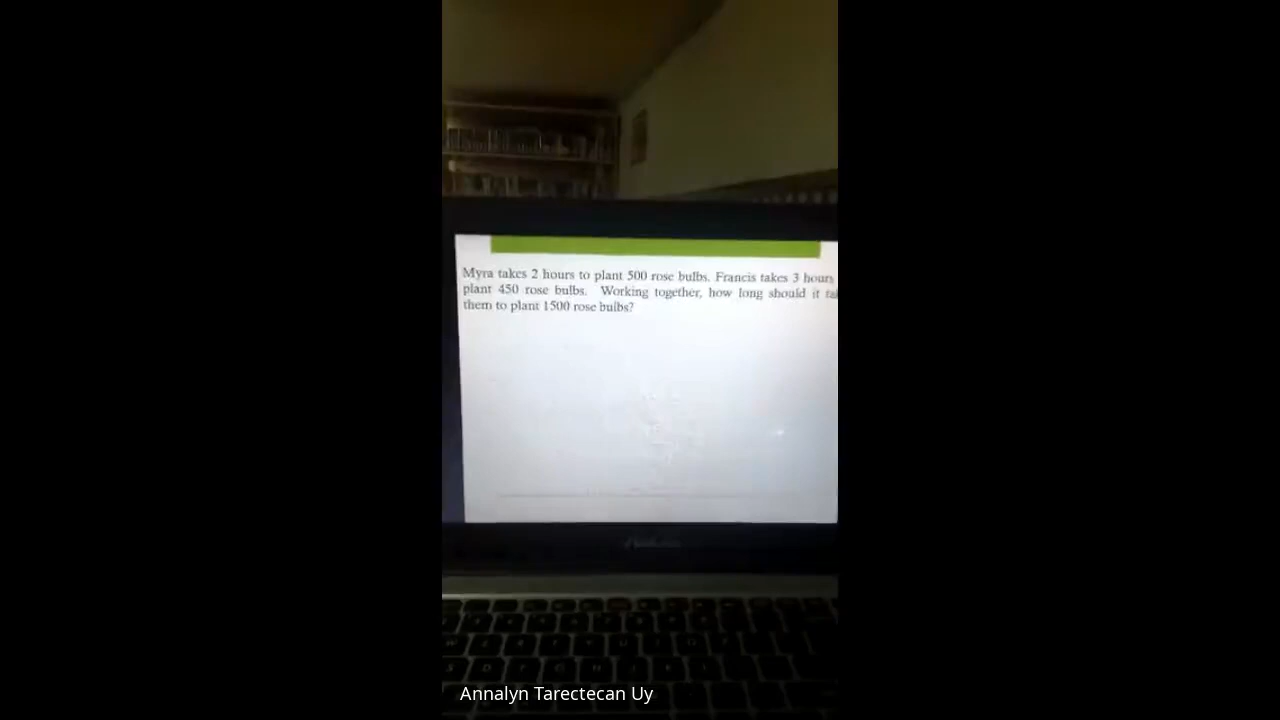 Myra takes 2 hours to plant 500 rose bulbs. Francis takes 3 hours
plant 450 rose bulbs. Working together, how long should it
them to plant 1500 rose bulbs?
Annalyn Tarectecan Uy